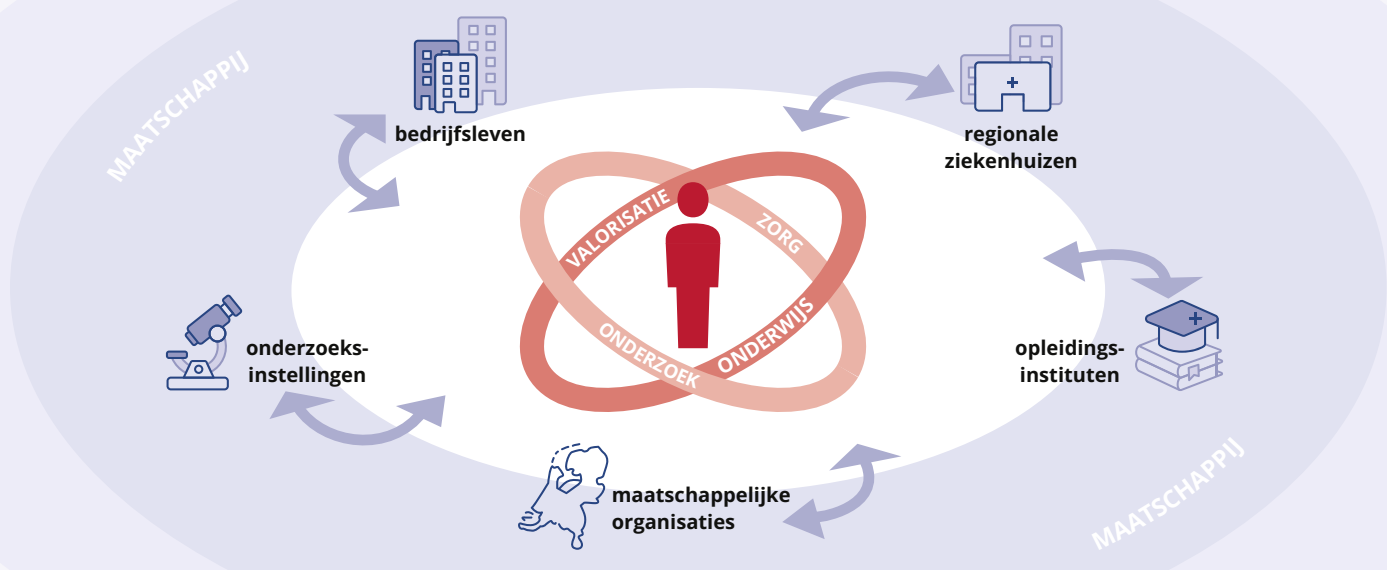 MAATSCHAPPIJ
bedrijfsleven
regionale
ziekenhuizen
VALORISATIE
ZORG
ONDERZOEK
ONDERWIJS
onderzoeks-
instellingen
opleidings-
instituten
maatschappelijke
organisaties
MAATSCHAPPIJ